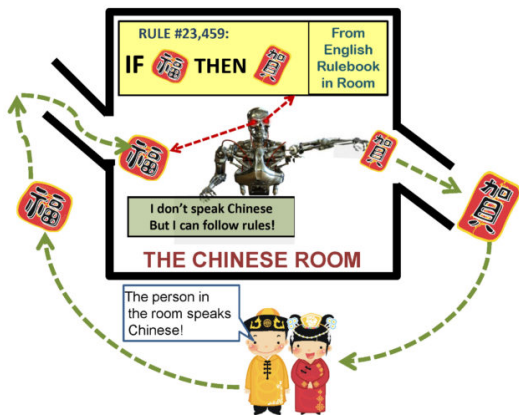 RULE #23,459:
IF 福 THEN 賀
From
English
Rulebook
in Room
福
賀
I don't speak Chinese
But I can follow rules!
福
賀
THE CHINESE ROOM
The person in
the room speaks
Chinese!